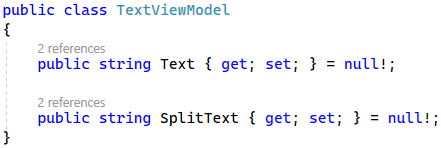 public class TextViewModel
{
2 references
public string Text { get; set; } = null!;
2 references
public string SplitText { get; set; } = null!;
}